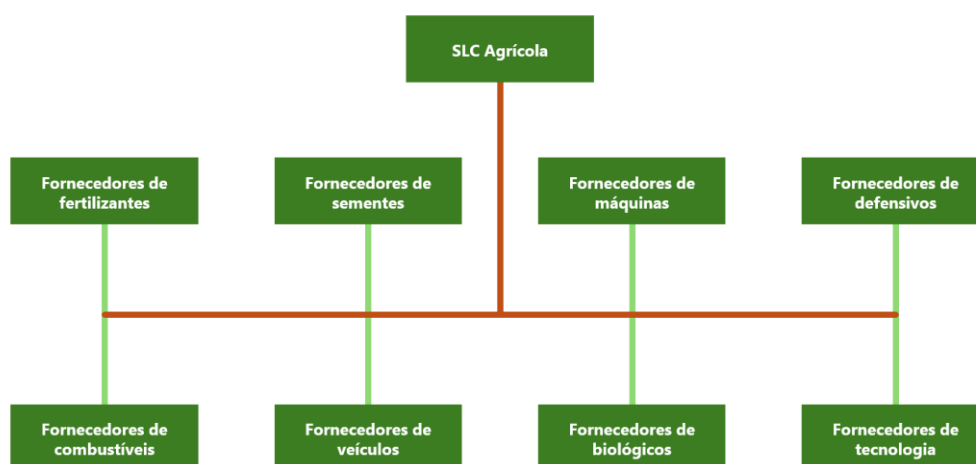 SLC Agrícola
Fornecedores de
fertilizantes
Fornecedores de
sementes
Fornecedores de
máquinas
Fornecedores de
defensivos
Fornecedores de
combustíveis
Fornecedores de
veículos
Fornecedores de
biológicos
Fornecedores de
tecnologia